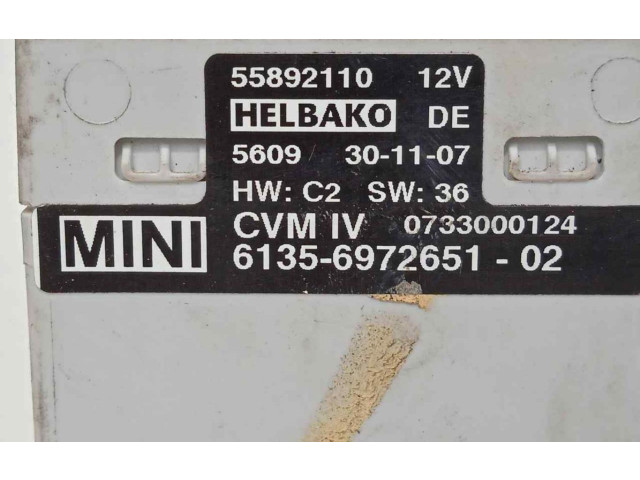 55892110 12V
HELBAKO DE
5609 / 30-11-07
HW: C2 SW: 36
MINI
CVM IV 0733000124
6135-6972651 - 02